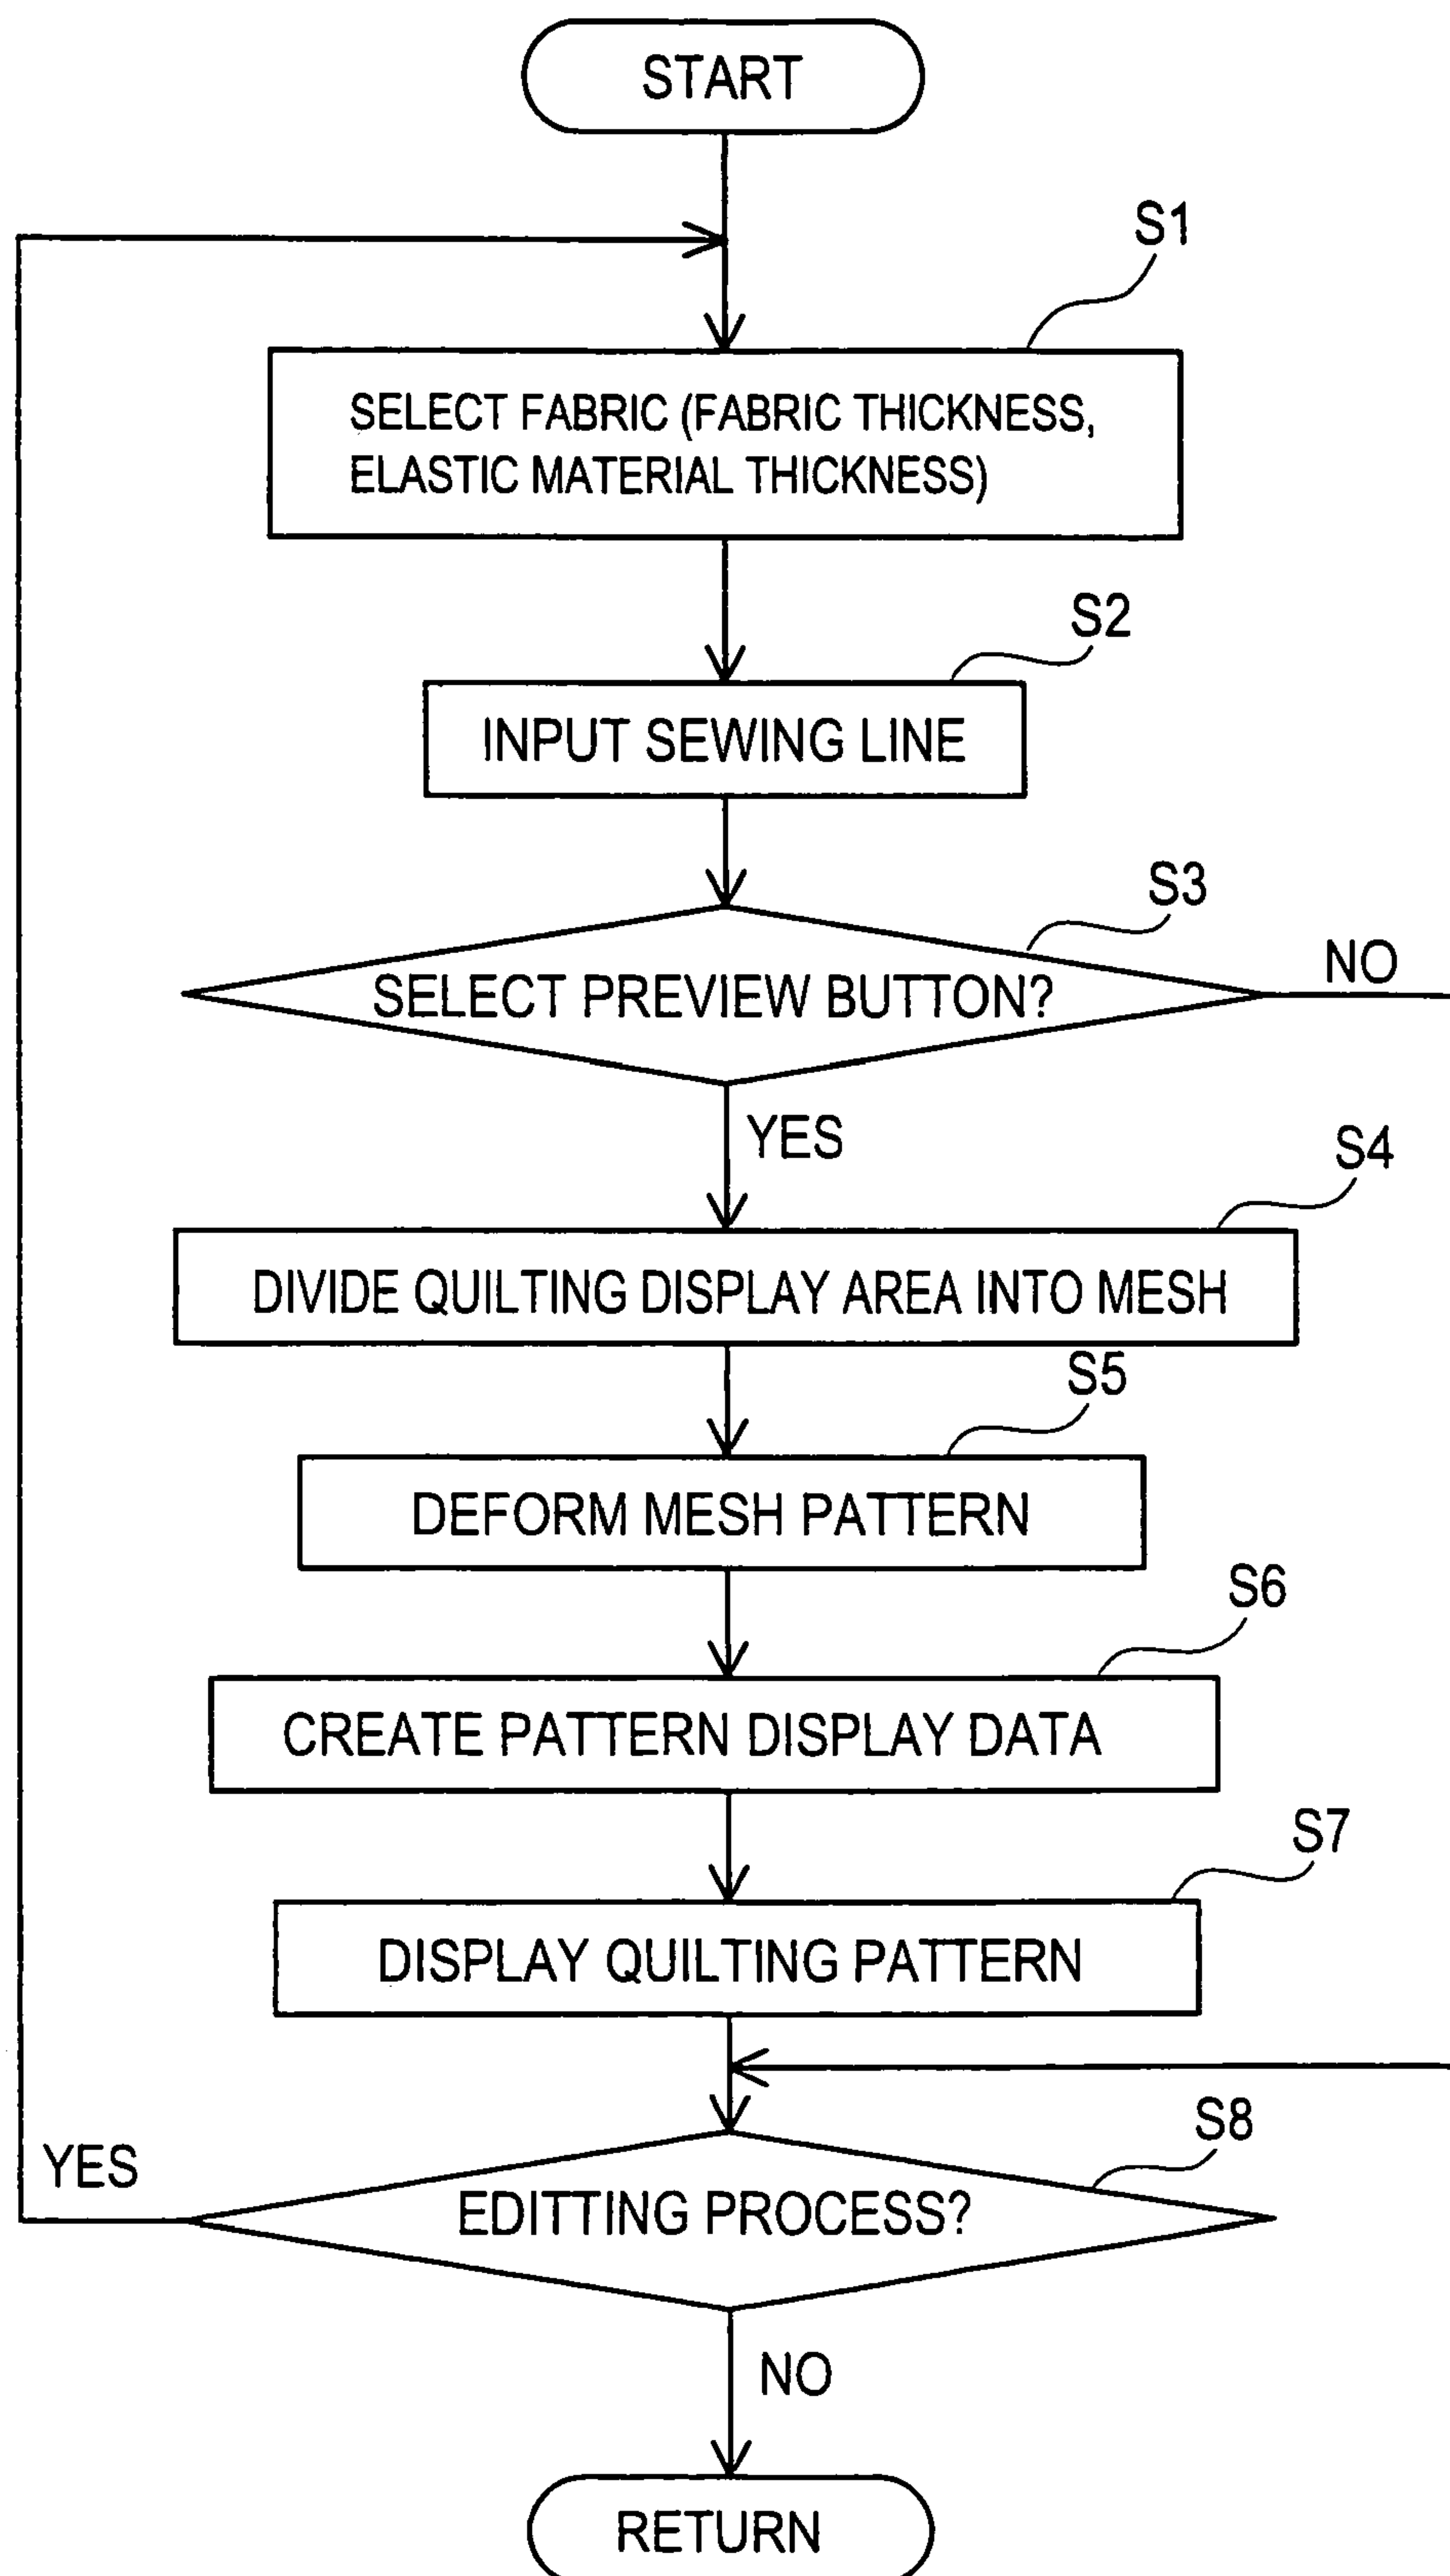 START
S1
SELECT FABRIC (FABRIC THICKNESS,
ELASTIC MATERIAL THICKNESS)
S2
INPUT SEWING LINE
S3
SELECT PREVIEW BUTTON?
NO
YES
S4
DIVIDE QUILTING DISPLAY AREA INTO MESH
S5
DEFORM MESH PATTERN
S6
CREATE PATTERN DISPLAY DATA
S7
DISPLAY QUILTING PATTERN
S8
YES
EDITTING PROCESS?
NO
RETURN